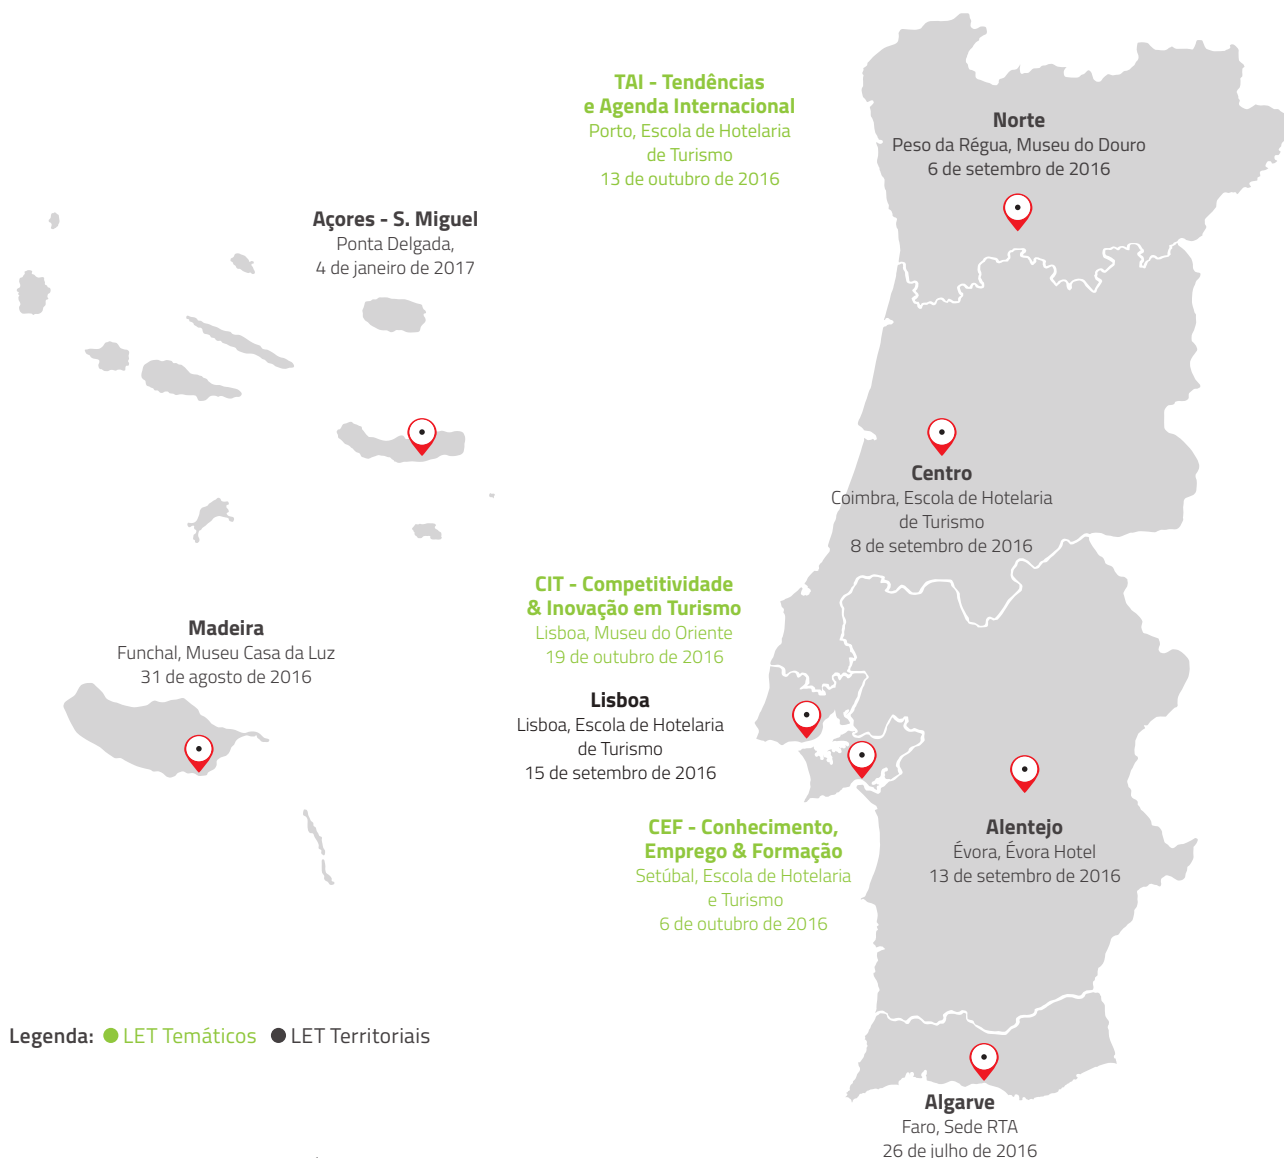 TAI - Tendências
e Agenda Internacional
Porto, Escola de Hotelaria
de Turismo
13 de outubro de 2016
Norte
Peso da Régua, Museu do Douro
6 de setembro de 2016
Açores - S. Miguel
Ponta Delgada,
4 de janeiro de 2017
Centro
Coimbra, Escola de Hotelaria
de Turismo
8 de setembro de 2016
CIT - Competitividade
& Inovação em Turismo
Lisboa, Museu do Oriente
19 de outubro de 2016
Madeira
Funchal, Museu Casa da Luz
31 de agosto de 2016
Lisboa
Lisboa, Escola de Hotelaria
de Turismo
15 de setembro de 2016
CEF - Conhecimento,
Emprego & Formação
Setúbal, Escola de Hotelaria
e Turismo
6 de outubro de 2016
Alentejo
Évora, Évora Hotel
13 de setembro de 2016
Legenda: LET Temáticos LET Territoriais
Algarve
Faro, Sede RTA
26 de julho de 2016